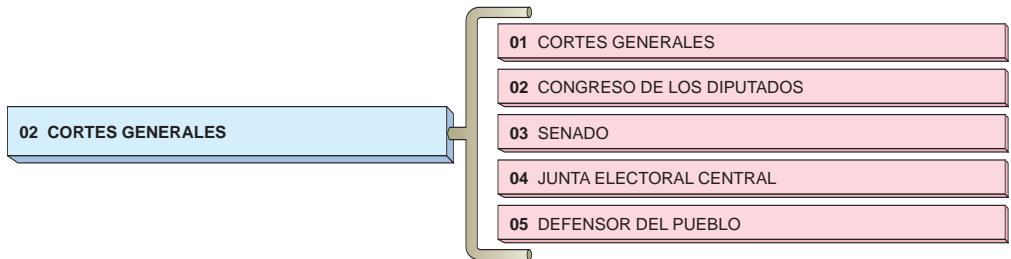 01 CORTES GENERALES
02 CONGRESO DE LOS DIPUTADOS
02 CORTES GENERALES
03 SENADO
04 JUNTA ELECTORAL CENTRAL
05 DEFENSOR DEL PUEBLO